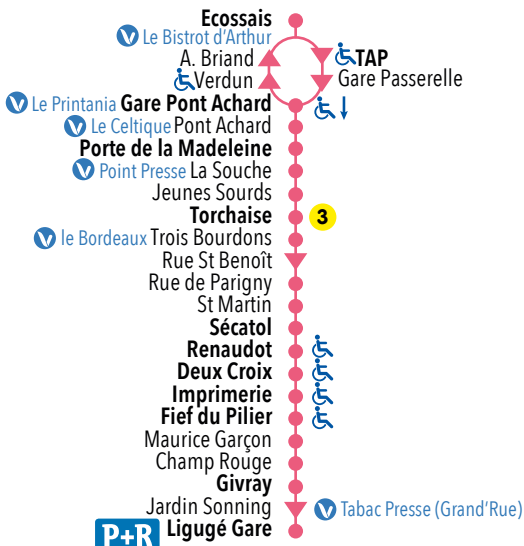 Ecossais
Le Bistrot d'Arthur
A. Briand TAP
Verdun Gare Passerelle
Le Printania Gare Pont Achard
Le Celtique Pont Achard
Porte de la Madeleine
Point Presse La Souche
Jeunes Sourds
Torchaise 3
le Bordeaux Trois Bourdons
Rue St Benoît
Rue de Parigny
St Martin
Sécatol
Renaudot
Deux Croix
Imprimerie
Fief du Pilier
Maurice Garçon
Champ Rouge
Givray
Jardin Sonning Tabac Presse (Grand'Rue)
P+R Ligugé Gare